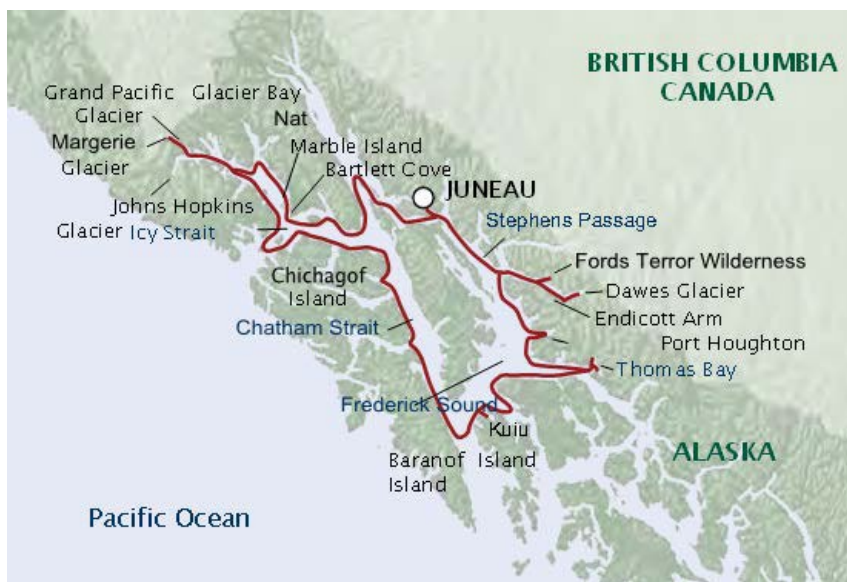 BRITISH COLUMBIA
CANADA
Grand Pacific
Glacier
Glacier Bay
Nat
Margerie
Glacier
Marble Island
Bartlett Cove
JUNEAU
Johns Hopkins
Glacier
Icy Strait
Stephens Passage
Fords Terror Wilderness
Chichagof
Island
Dawes Glacier
Endicott Arm
Chatham Strait
Port Houghton
Thomas Bay
Frederick Sound
Kuiu
Island
Baranof
Island
ALASKA
Pacific Ocean